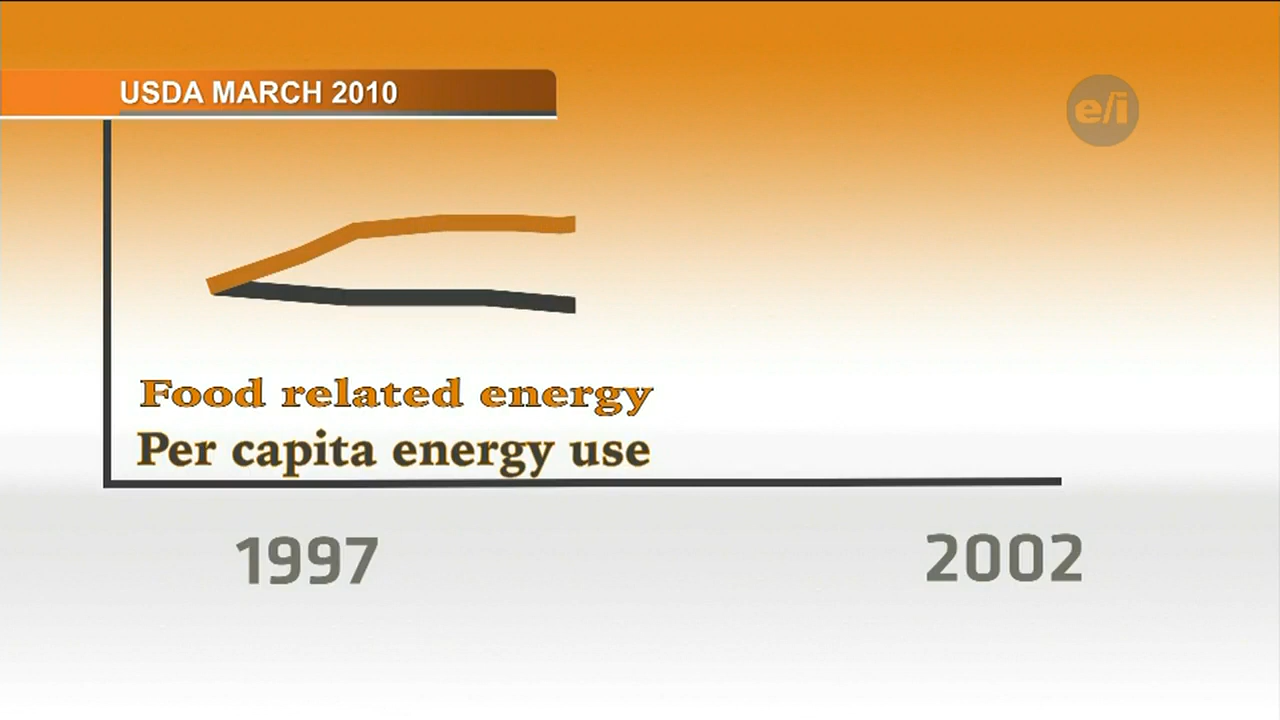 USDA MARCH 2010
e/i
Food related energy
Per capita energy use
1997 2002